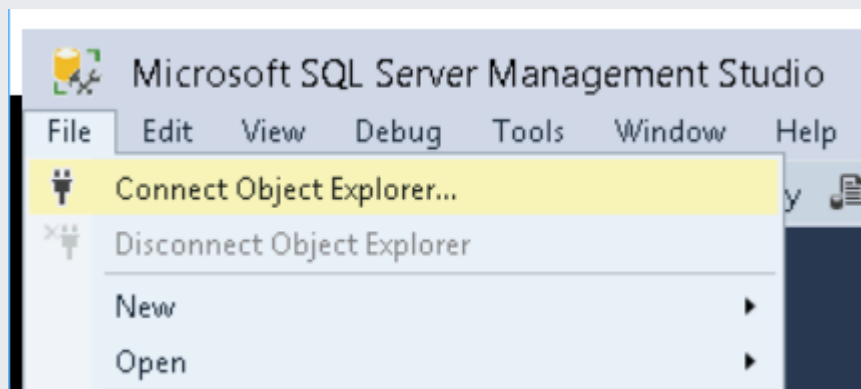 Microsoft SQL Server Management Studio
File Edit View Debug Tools Window Help
Connect Object Explorer...
y
Disconnect Object Explorer
New
Open